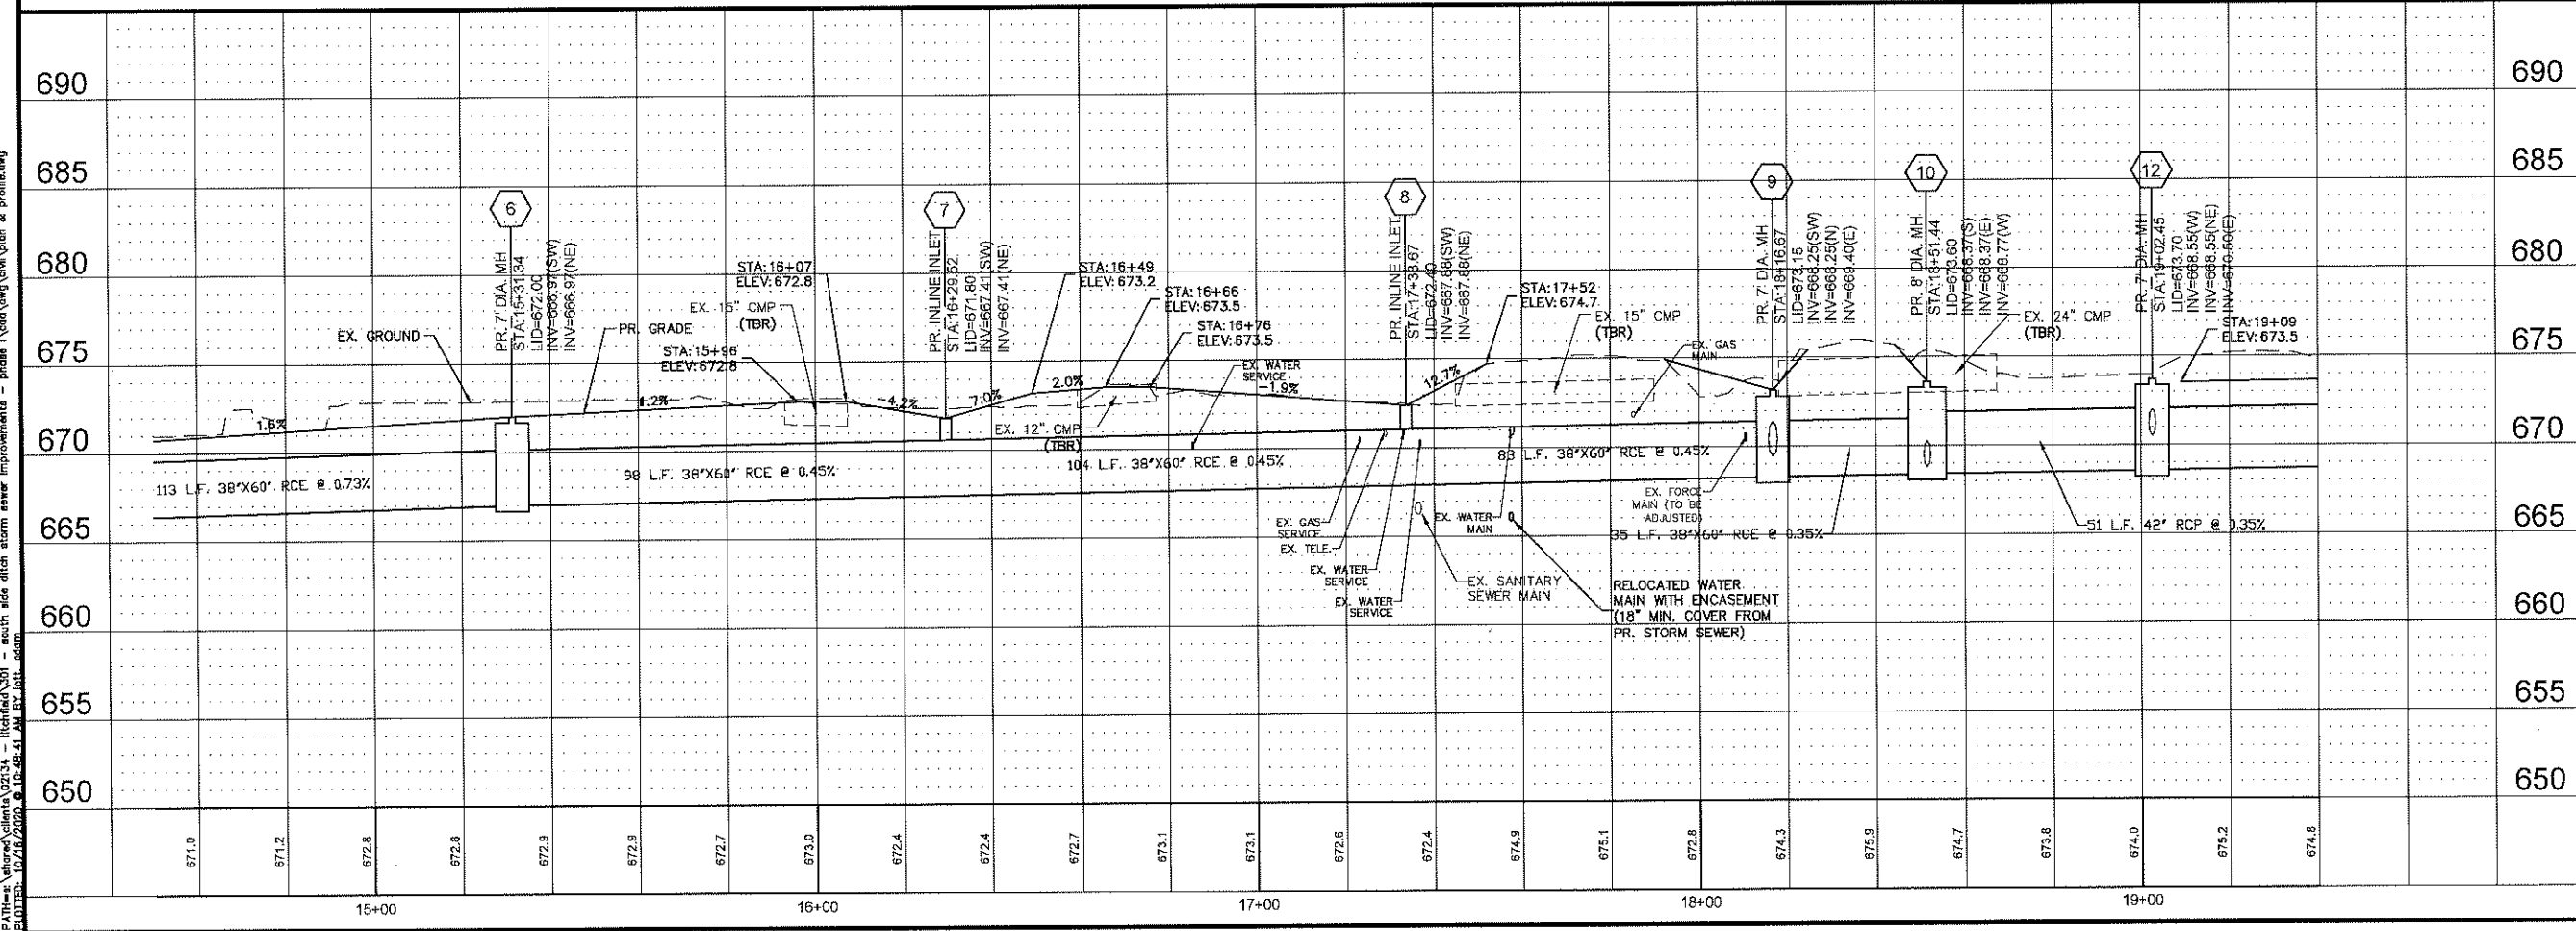 690
685
680
675
670
665
660
655
650
690
685
680
675
670
665
660
655
650
6
PR. 7' DIA. MH
STA:15+31.34
LID=672.00
INV=666.97(SW)
INV=666.97(NE)
7
PR. INLINE INLET
STA:16+29.52
LID=671.80
INV=667.41(SW)
INV=667.41(NE)
8
PR. INLINE INLET
STA:17+33.67
LID=672.40
INV=667.88(SW)
INV=667.88(NE)
9
PR. 7' DIA. MH
STA:18+16.67
LID=673.15
INV=668.25(SW)
INV=668.25(N)
INV=669.40(E)
10
PR. 8' DIA. MH
STA:18+51.44
LID=673.60
INV=668.37(S)
INV=668.37(E)
INV=668.77(W)
12
PR. 7' DIA. MH
STA:19+02.45
LID=673.70
INV=668.55(W)
INV=668.55(NE)
INV=670.50(E)
EX. GROUND
PR. GRADE
STA:15+96
ELEV:672.8
STA:16+07
ELEV:672.8
EX. 15" CMP
(TBR)
STA:16+49
ELEV:673.2
STA:16+66
ELEV:673.5
STA:16+76
ELEV:673.5
EX. WATER
SERVICE
STA:17+52
ELEV:674.7
EX. 15" CMP
(TBR)
EX. GAS
MAIN
EX. 24" CMP
(TBR)
STA:19+09
ELEV:673.5
1.6%
1.2%
4.2%
7.0%
2.0%
-1.9%
12.7%
EX. 12" CMP
(TBR)
113 L.F. 38"X60" RCE @ 0.73%
98 L.F. 38"X60" RCE @ 0.45%
104 L.F. 38"X60" RCE @ 0.45%
83 L.F. 38"X60" RCE @ 0.45%
35 L.F. 38"X60" RCE @ 0.35%
51 L.F. 42" RCP @ 0.35%
EX. GAS
SERVICE
EX. TELE.
EX. WATER
SERVICE
EX. WATER
SERVICE
EX. WATER
MAIN
EX. SANITARY
SEWER MAIN
EX. FORCE
MAIN (TO BE
ADJUSTED)
RELOCATED WATER
MAIN WITH ENCASEMENT
(18" MIN. COVER FROM
PR. STORM SEWER)
671.0
671.2
672.8
672.8
672.9
672.9
672.7
673.0
672.4
672.4
672.7
673.1
673.1
672.6
672.4
674.9
675.1
672.8
674.3
675.9
674.7
673.8
674.0
675.2
674.8
15+00
16+00
17+00
18+00
19+00
PLOTTED: 10/16/2020 @ 10:48:41 AM BY